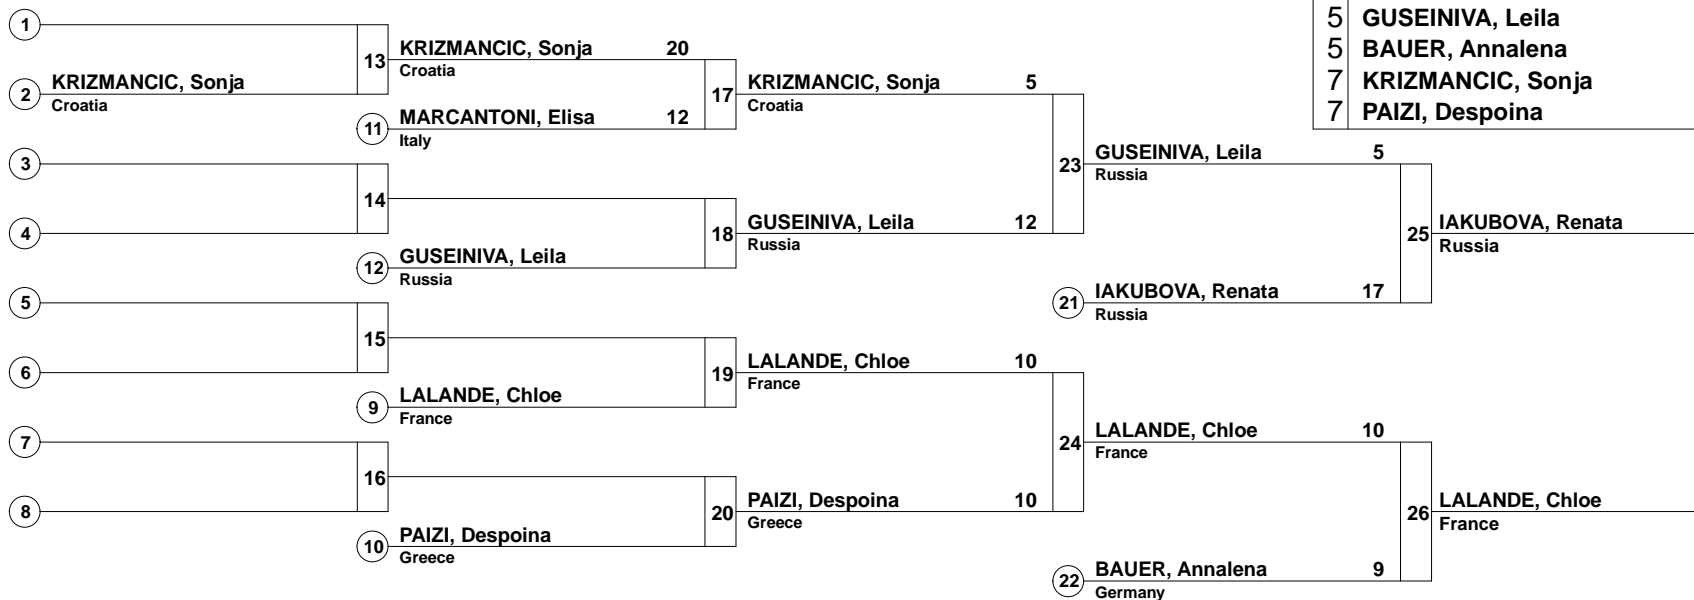 5 GUSEINIVA, Leila
5 BAUER, Annalena
7 KRIZMANCIC, Sonja
7 PAIZI, Despoina
1
13 KRIZMANCIC, Sonja 20
Croatia
2 KRIZMANCIC, Sonja
Croatia
17 KRIZMANCIC, Sonja 5
Croatia
11 MARCANTONI, Elisa 12
Italy
3
14
4
23 GUSEINIVA, Leila 5
Russia
18 GUSEINIVA, Leila 12
Russia
12 GUSEINIVA, Leila
Russia
25 IAKUBOVA, Renata
Russia
21 IAKUBOVA, Renata 17
Russia
5
15
6
19 LALANDE, Chloe 10
France
9 LALANDE, Chloe
France
7
16
8
24 LALANDE, Chloe 10
France
20 PAIZI, Despoina 10
Greece
10 PAIZI, Despoina
Greece
26 LALANDE, Chloe
France
22 BAUER, Annalena 9
Germany